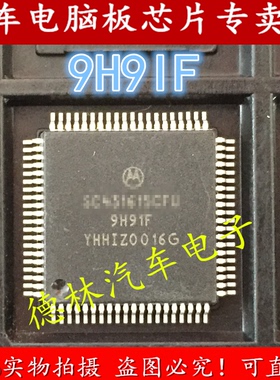 车电脑板芯片专卖
9H91F
SC431615CFU
9H91F
YHHIZ0016G
德林汽车电子
实物拍摄 盗图必究！可直